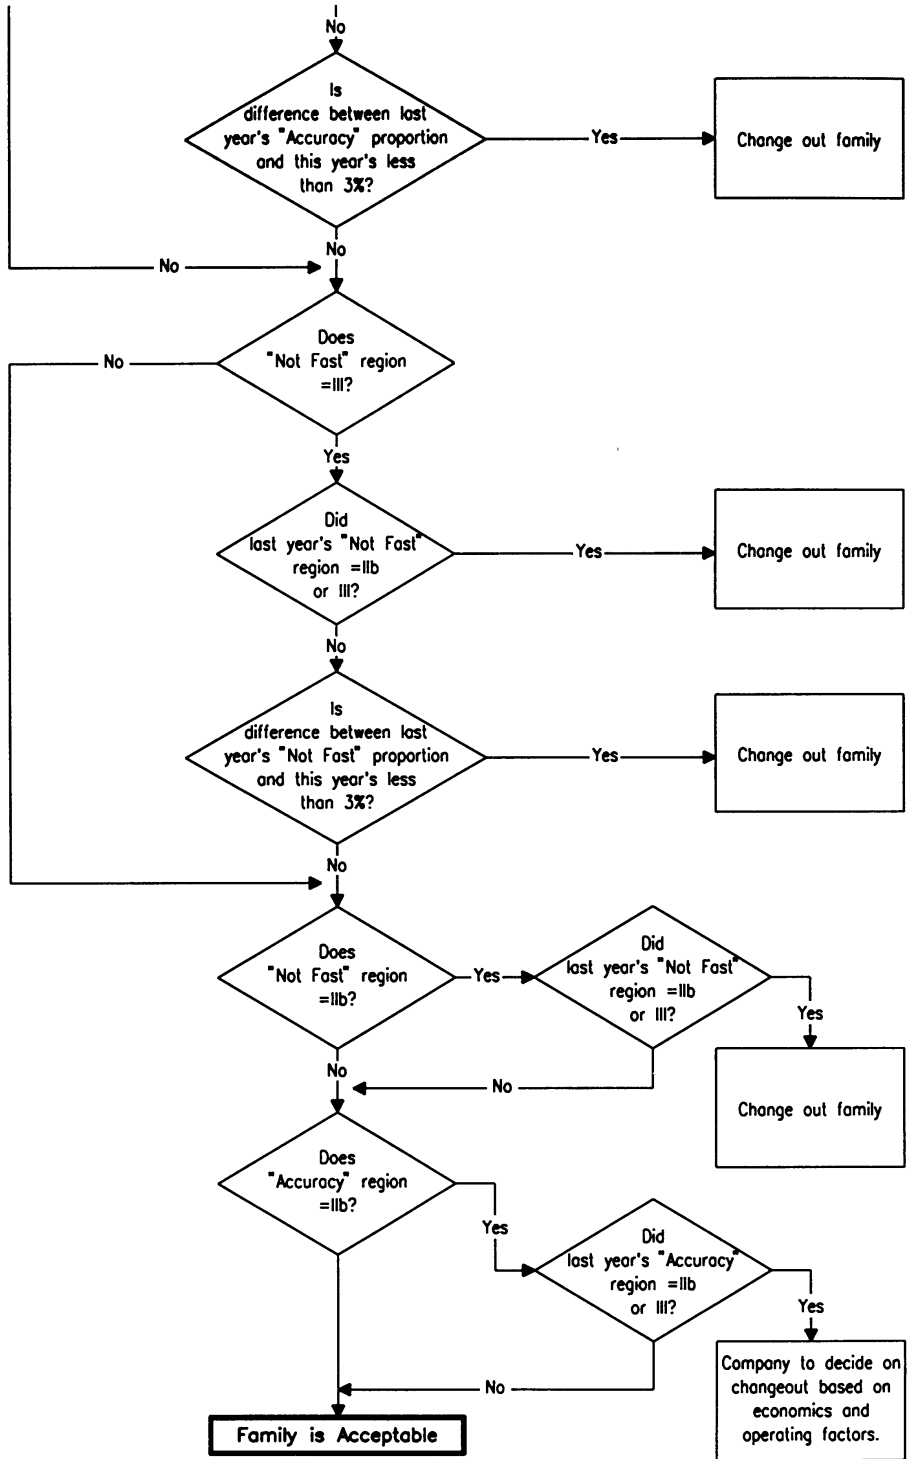 No
Is
difference between last
year's "Accuracy" proportion
and this year's less
than 3%?
Yes
Change out family
No
No
Does
"Not Fast" region
=III?
No
Yes
Did
last year's "Not Fast"
region =IIb
or III?
Yes
Change out family
No
Is
difference between last
year's "Not Fast" proportion
and this year's less
than 3%?
Yes
Change out family
No
Does
"Not Fast" region
=IIb?
Yes
Did
last year's "Not Fast"
region =IIb
or III?
Yes
Change out family
No
No
Does
"Accuracy" region
=IIb?
Yes
Did
last year's "Accuracy"
region =IIb
or III?
Yes
Company to decide on
changeout based on
economics and
operating factors.
No
Family is Acceptable